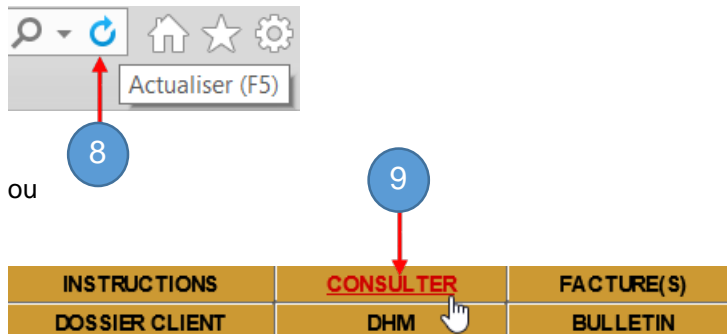 Actualiser (F5)
8
ou
9
INSTRUCTIONS CONSULTER FACTURE(S)
DOSSIER CLIENT DHM BULLETIN